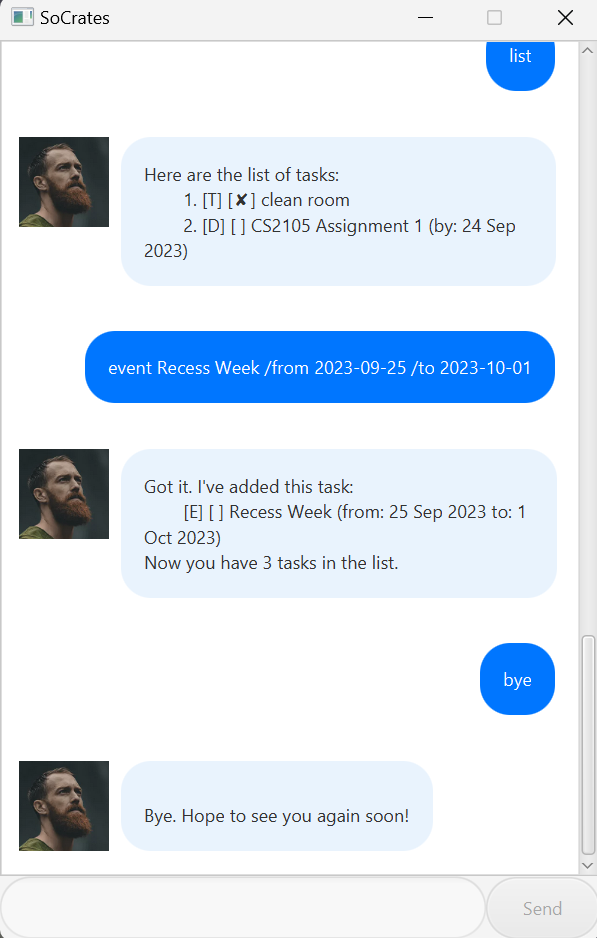 SoCrates
list
Here are the list of tasks:
1. [T] [✘] clean room
2. [D] [ ] CS2105 Assignment 1 (by: 24 Sep
2023)
event Recess Week /from 2023-09-25 /to 2023-10-01
Got it. I've added this task:
[E] [ ] Recess Week (from: 25 Sep 2023 to: 1
Oct 2023)
Now you have 3 tasks in the list.
bye
Bye. Hope to see you again soon!
Send